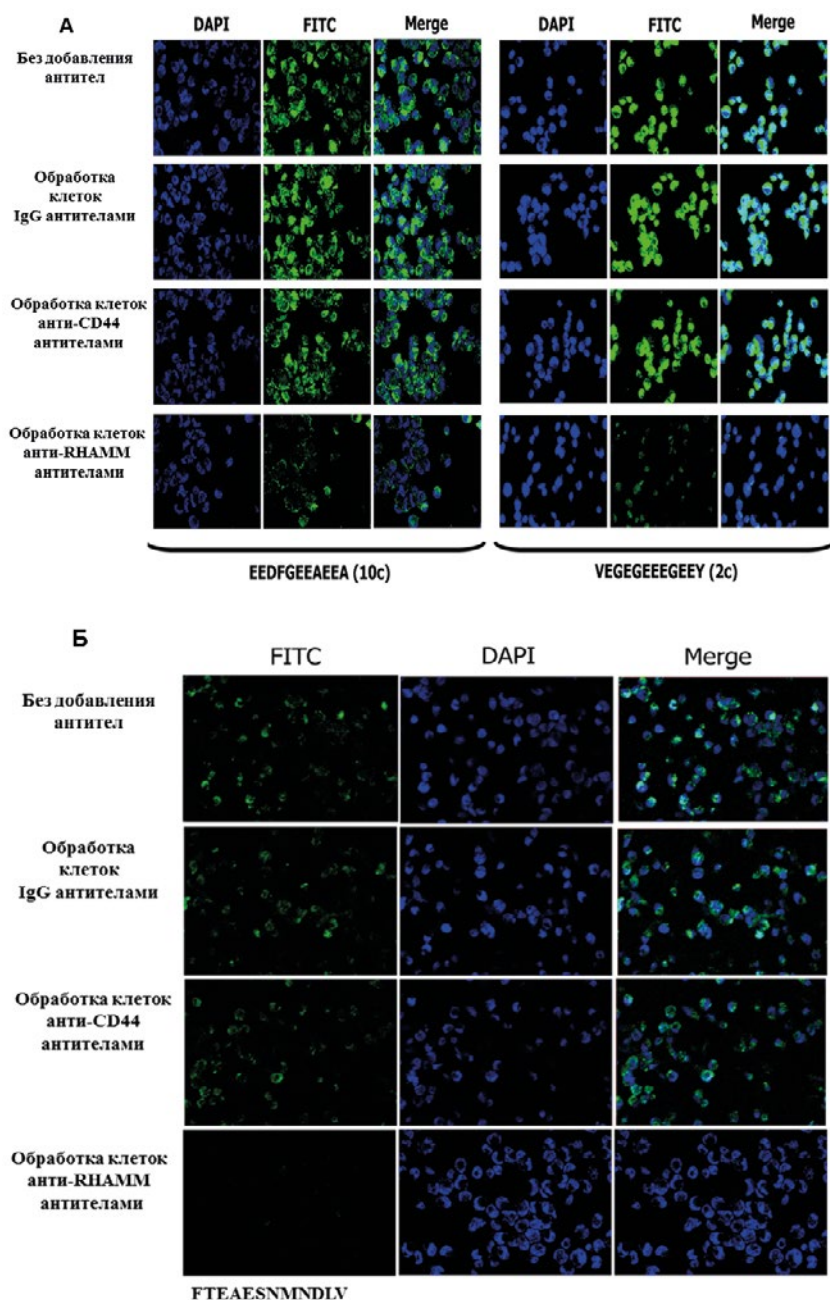 А
DAPI FITC Merge DAPI FITC Merge
Без добавления
антител
Обработка
клеток
IgG антителами
Обработка клеток
анти-CD44
антителами
Обработка клеток
анти-RHAMM
антителами
EEDFGEEAEEA (10c) VEGEGEEEGEEY (2c)
Б
FITC DAPI Merge
Без добавления
антител
Обработка
клеток
IgG антителами
Обработка клеток
анти-CD44
антителами
Обработка клеток
анти-RHAMM
антителами
FTEAESNMNDLV